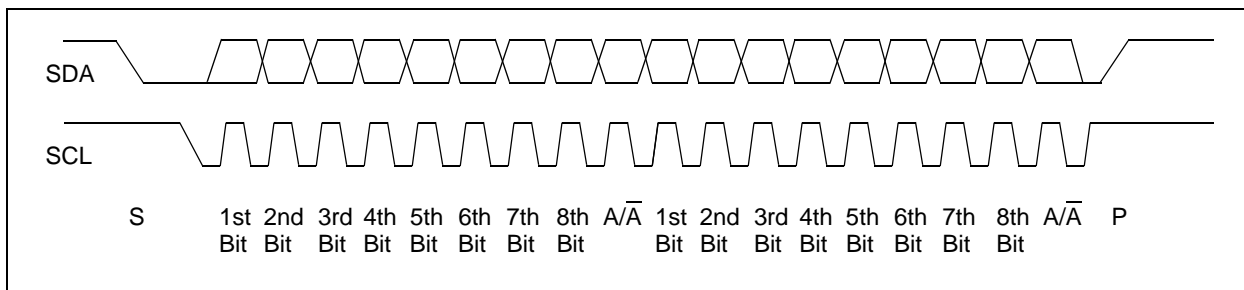 SDA
SCL
S 1st 2nd 3rd 4th 5th 6th 7th 8th A/A̅ 1st 2nd 3rd 4th 5th 6th 7th 8th A/A̅ P
Bit Bit Bit Bit Bit Bit Bit Bit Bit Bit Bit Bit Bit Bit Bit Bit